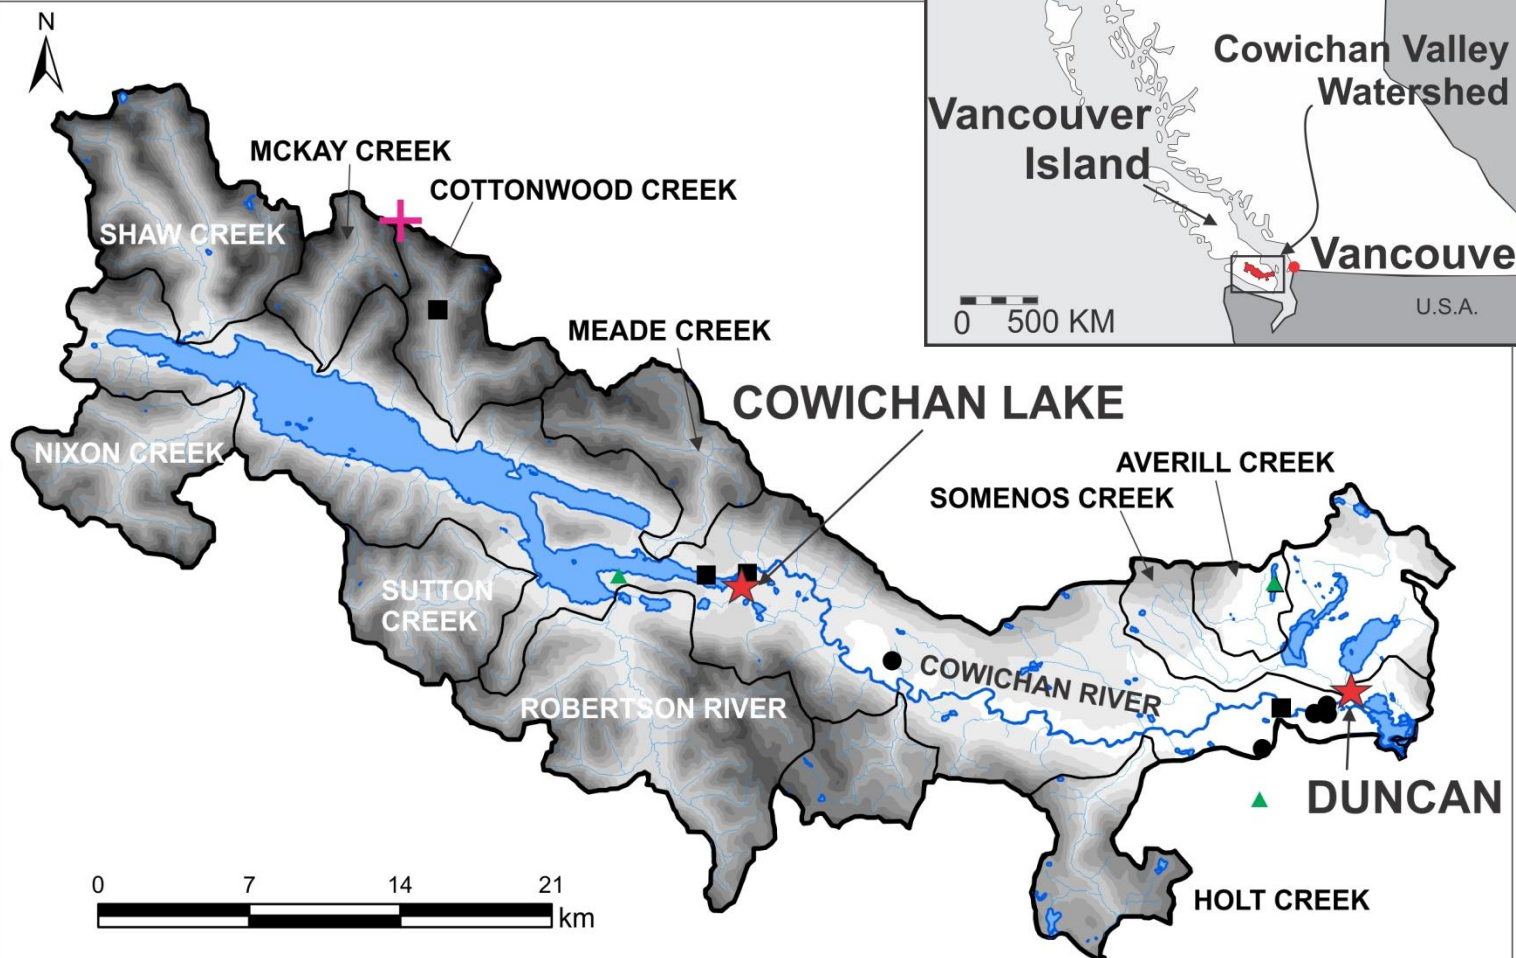 N
Cowichan Valley
Watershed
Vancouver
Island
Vancouve
U.S.A.
0 500 KM
MCKAY CREEK
COTTONWOOD CREEK
SHAW CREEK
MEADE CREEK
COWICHAN LAKE
NIXON CREEK
AVERILL CREEK
SOMENOS CREEK
SUTTON
CREEK
COWICHAN RIVER
ROBERTSON RIVER
DUNCAN
0 7 14 21
km
HOLT CREEK